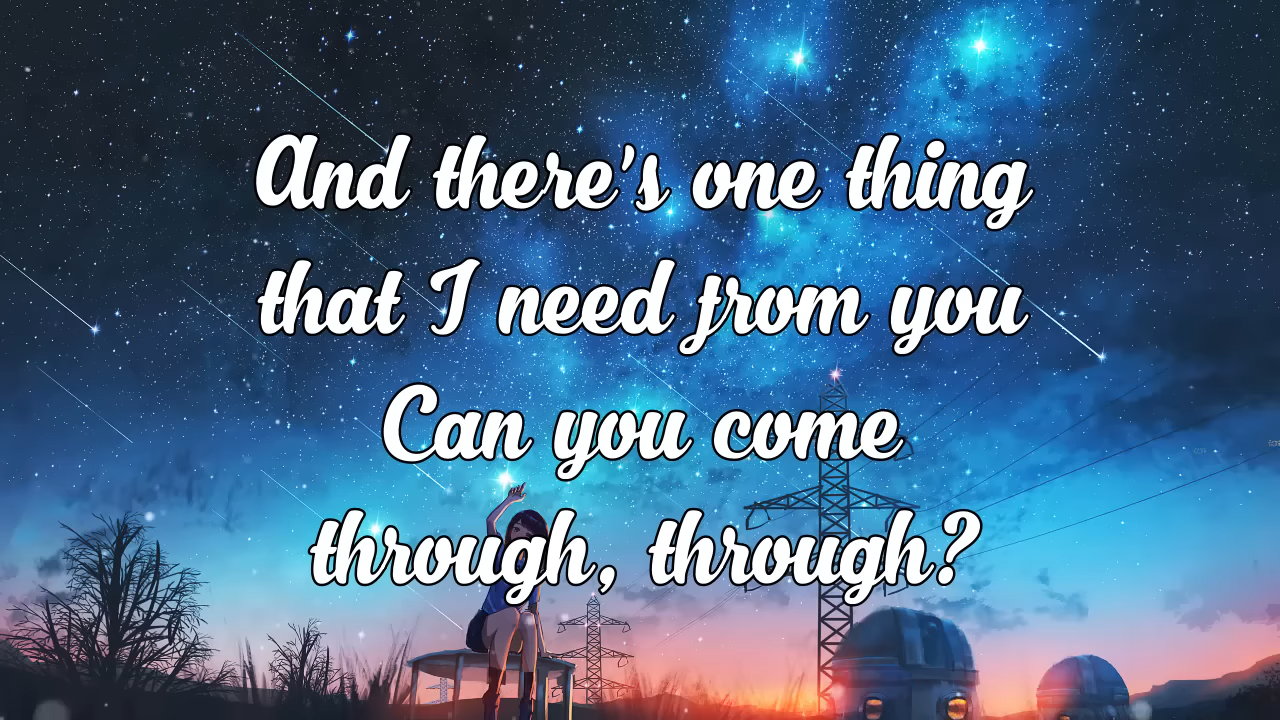 And there's one thing
that I need from you
Can you come
through, through?